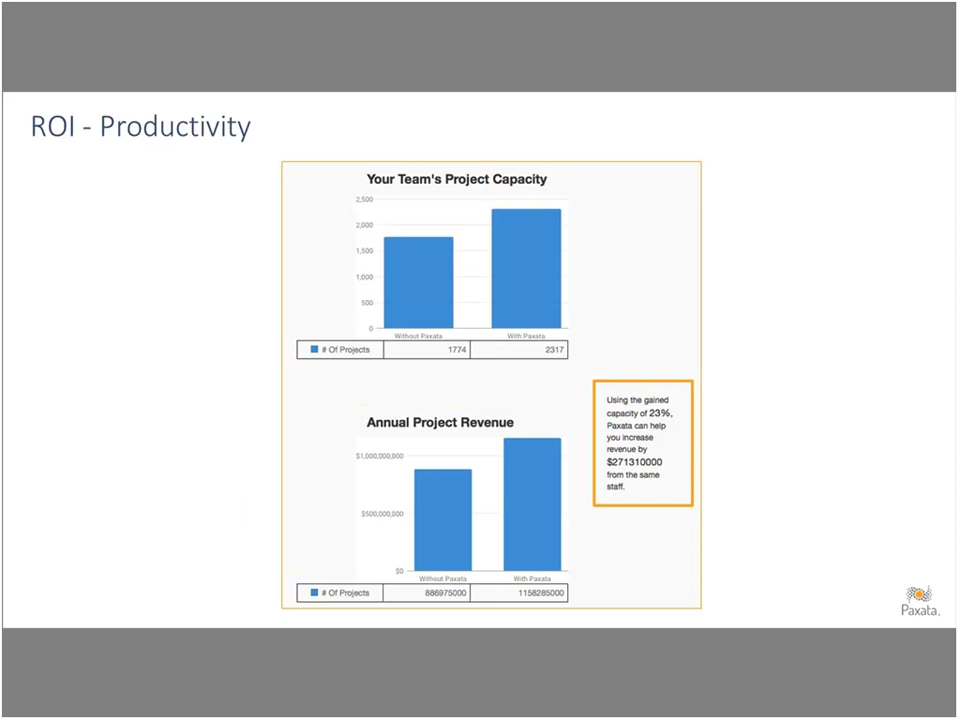 ROI - Productivity
Your Team's Project Capacity
2,500
2,000
1,500
1,000
500
0
Without Paxata With Paxata
# Of Projects 1774 2317
Using the gained
capacity of 23%,
Paxata can help
you increase
revenue by
$271310000
from the same
staff.
Annual Project Revenue
$1,000,000,000
$500,000,000
$0
Without Paxata With Paxata
# Of Projects 886975000 1158285000
Paxata.